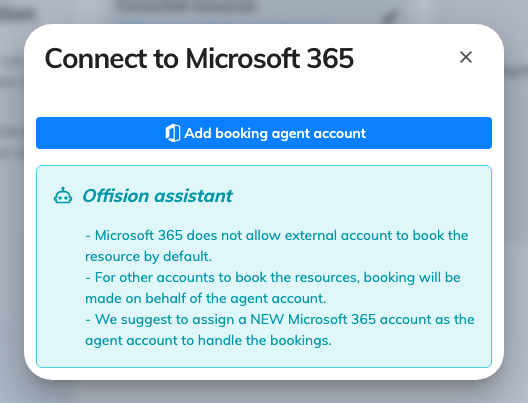 Connect to Microsoft 365
Add booking agent account
Offision assistant
- Microsoft 365 does not allow external account to book the
resource by default.
- For other accounts to book the resources, booking will be
made on behalf of the agent account.
- We suggest to assign a NEW Microsoft 365 account as the
agent account to handle the bookings.